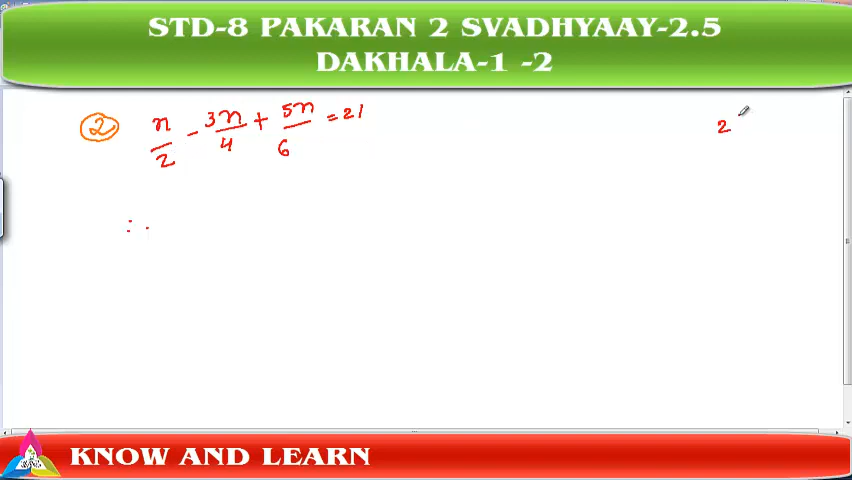 STD-8 PAKARAN 2 SVADHYAAY-2.5
DAKHALA-1 -2
② n/2 - 3n/4 + 5n/6 = 21
2
∴
KNOW AND LEARN